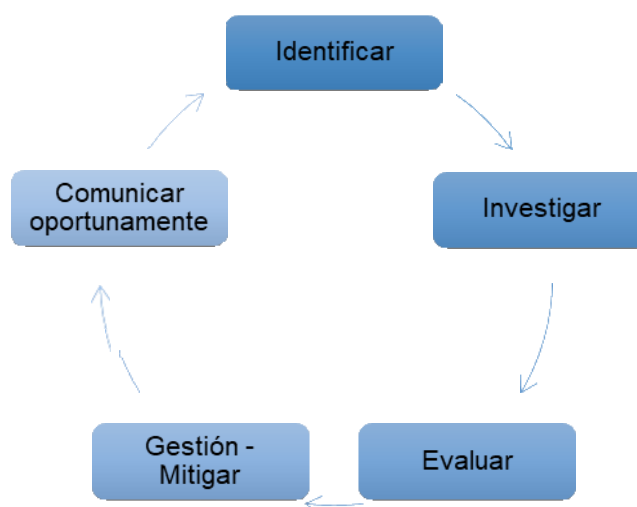 Identificar
Investigar
Evaluar
Gestión -
Mitigar
Comunicar
oportunamente